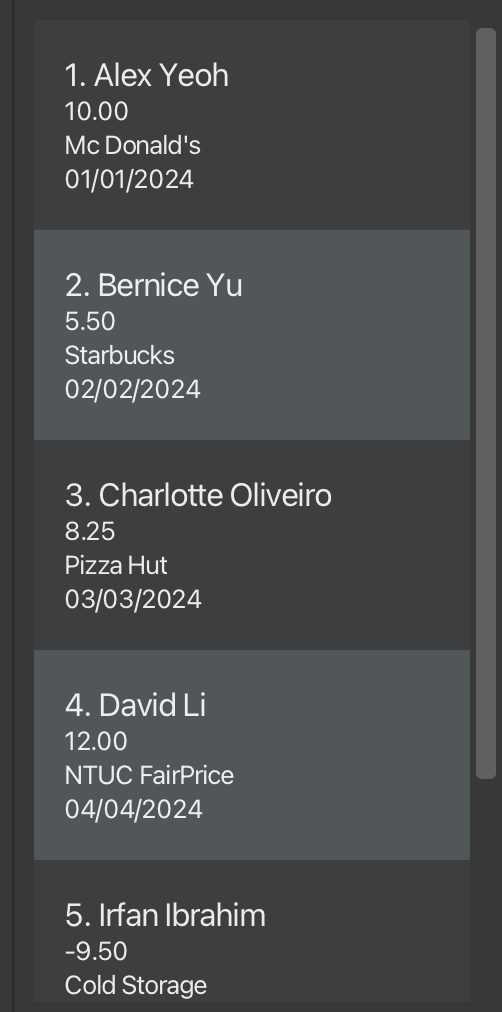 1. Alex Yeoh
10.00
Mc Donald's
01/01/2024
2. Bernice Yu
5.50
Starbucks
02/02/2024
3. Charlotte Oliveiro
8.25
Pizza Hut
03/03/2024
4. David Li
12.00
NTUC FairPrice
04/04/2024
5. Irfan Ibrahim
-9.50
Cold Storage